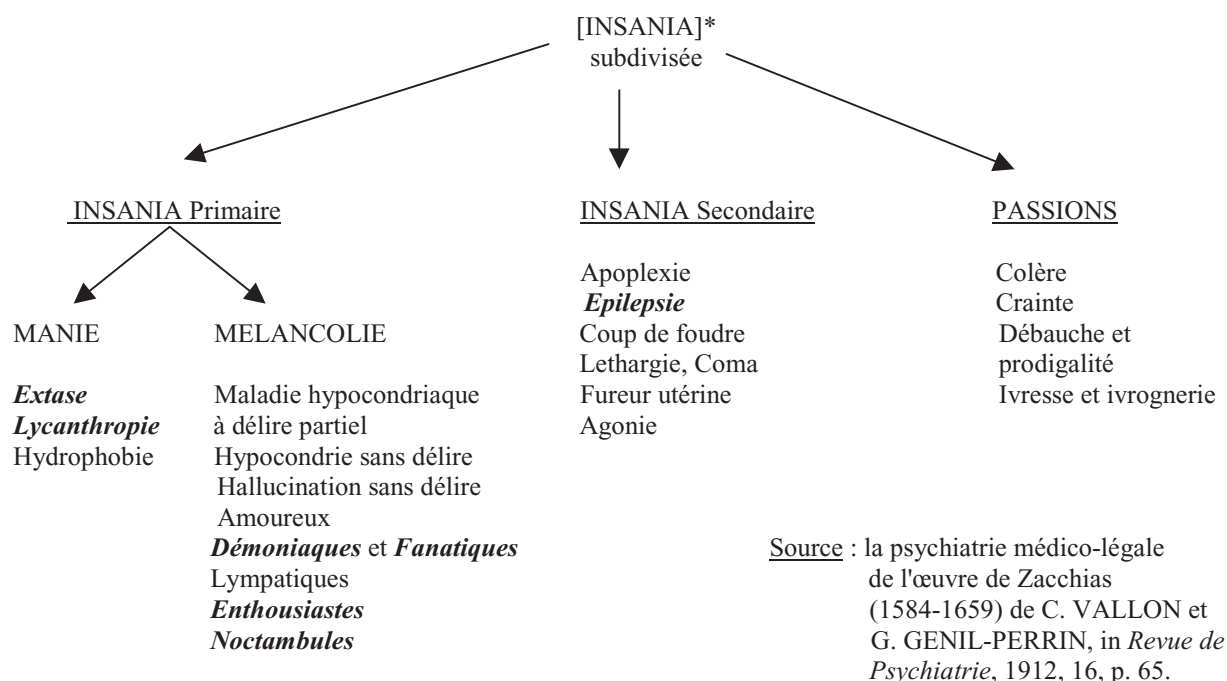 [INSANIA]*
subdivisée
INSANIA Primaire
INSANIA Secondaire
PASSIONS
MANIE
MELANCOLIE
Extase
Lycanthropie
Hydrophobie
Maladie hypocondriaque
à délire partiel
Hypocondrie sans délire
Hallucination sans délire
Amoureux
Démoniaques et Fanatiques
Lympatiques
Enthousiastes
Noctambules
Apoplexie
Epilepsie
Coup de foudre
Lethargie, Coma
Fureur utérine
Agonie
Colère
Crainte
Débauche et
prodigalité
Ivresse et ivrognerie
Source : la psychiatrie médico-légale
de l'œuvre de Zacchias
(1584-1659) de C. VALLON et
G. GENIL-PERRIN, in Revue de
Psychiatrie, 1912, 16, p. 65.